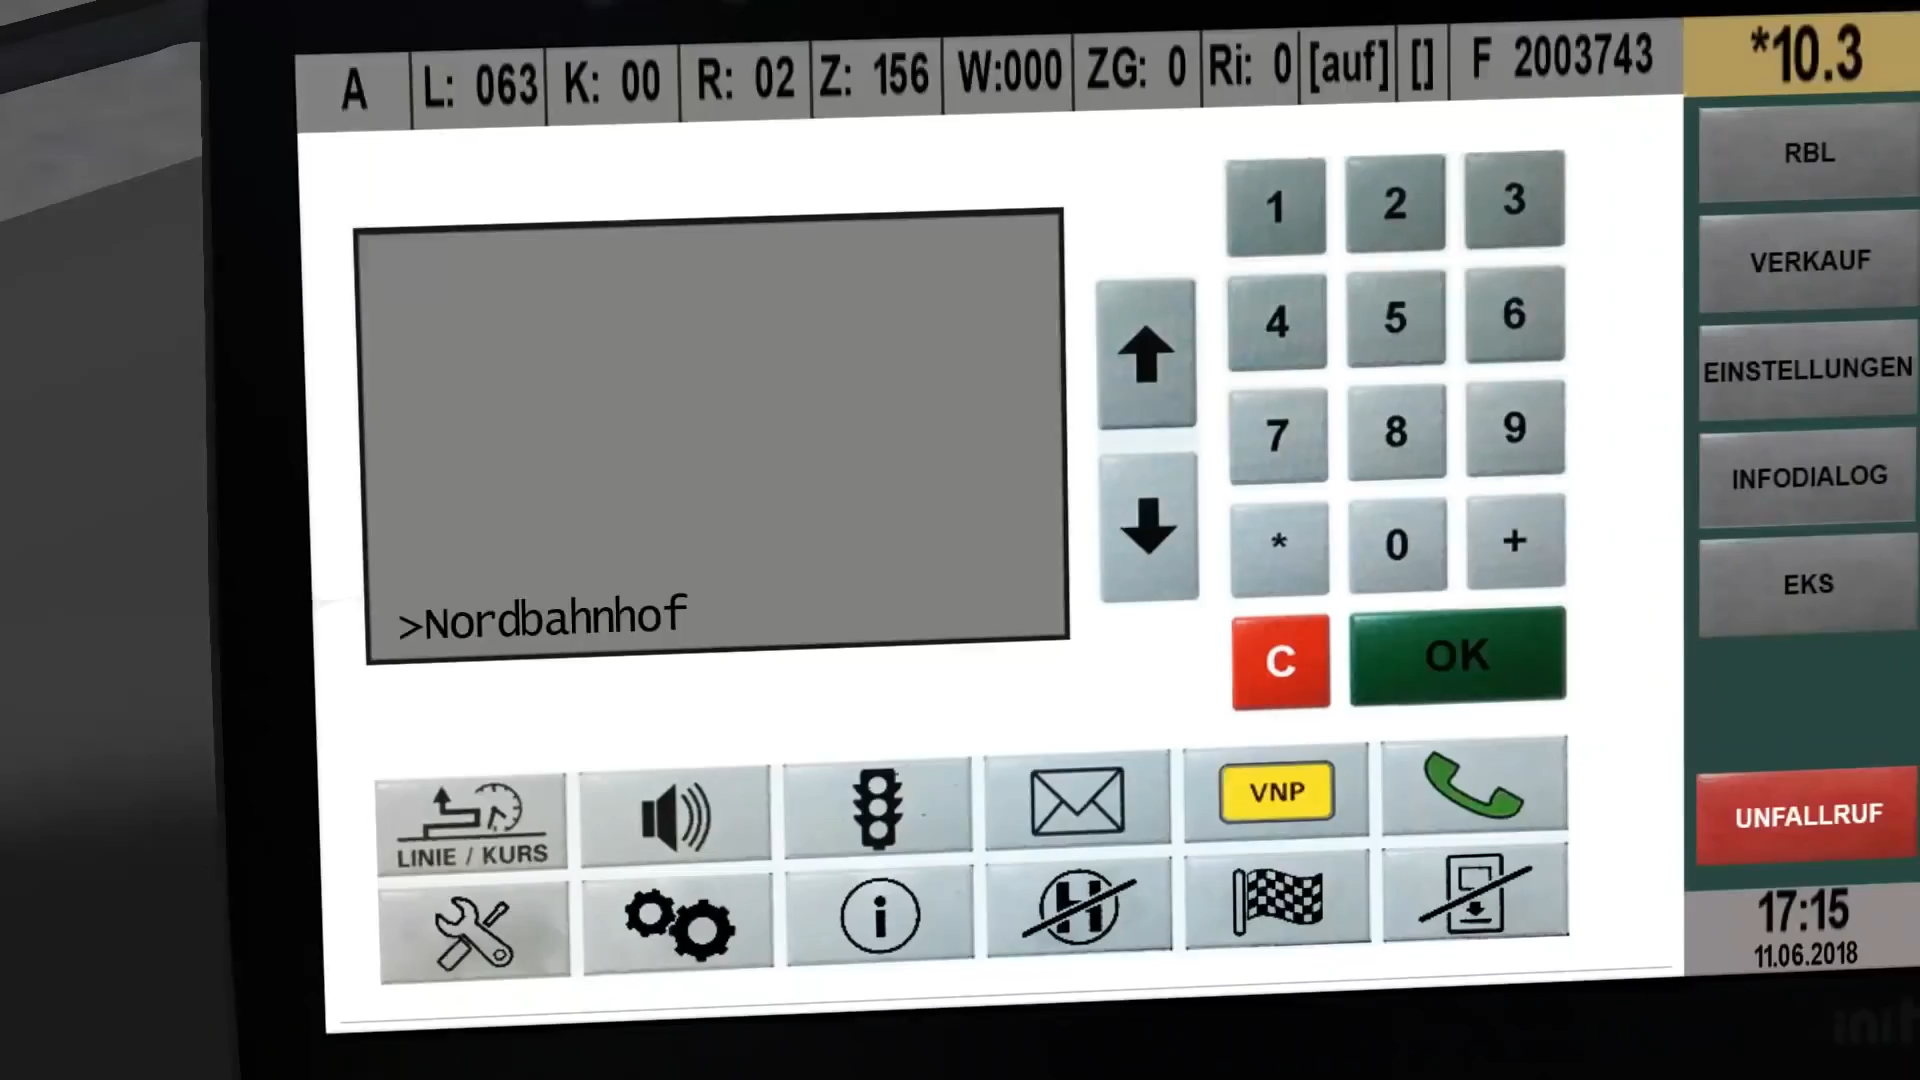 A L: 063 K: 00 R: 02 Z: 156 W:000 ZG: 0 Ri: 0 [auf] [] F 2003743 *10.3
1 2 3
4 5 6
7 8 9
* 0 +
C OK
>Nordbahnhof
RBL
VERKAUF
EINSTELLUNGEN
INFODIALOG
EKS
UNFALLRUF
LINIE / KURS
VNP
i H
17:15
11.06.2018